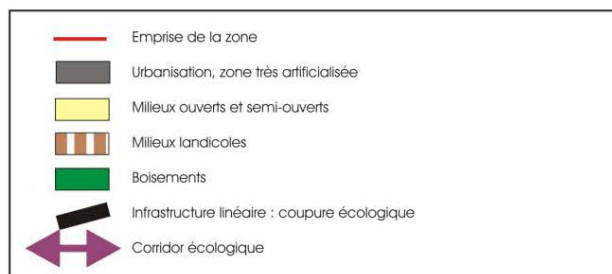 Emprise de la zone
Urbanisation, zone très artificialisée
Milieux ouverts et semi-ouverts
Milieux landicoles
Boisements
Infrastructure linéaire : coupure écologique
Corridor écologique